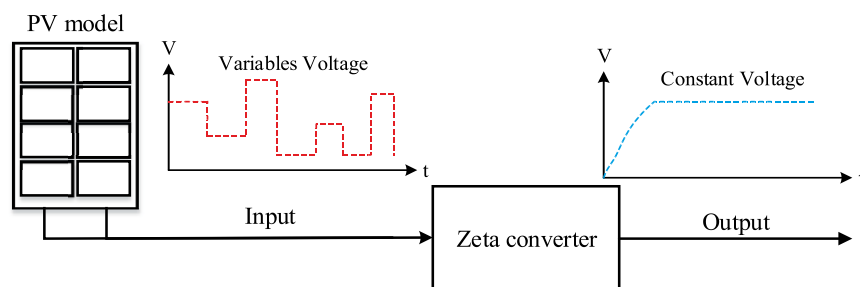 PV model
V
Variables Voltage
t
V
Constant Voltage
Input
Zeta converter
Output